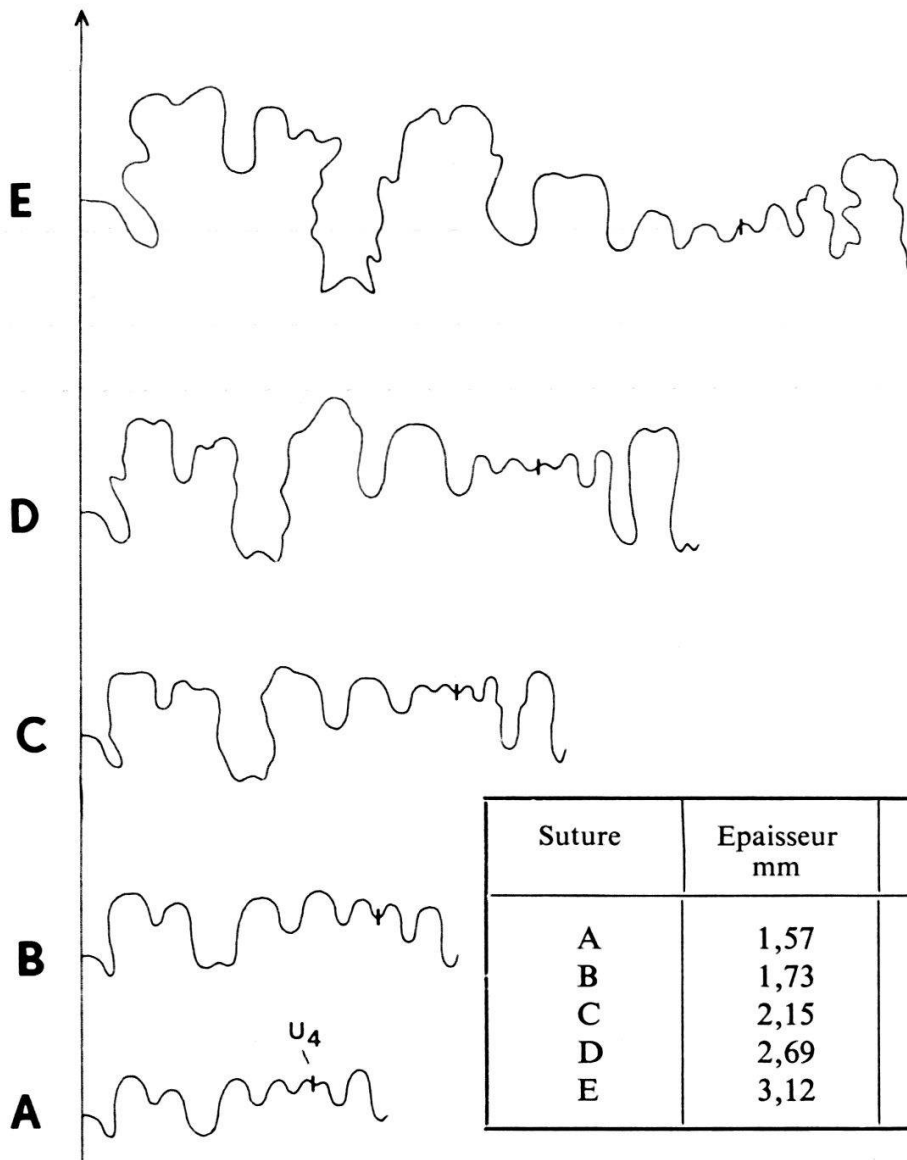 E
D
C
B
U4
A
Suture Epaisseur
mm
A 1,57
B 1,73
C 2,15
D 2,69
E 3,12